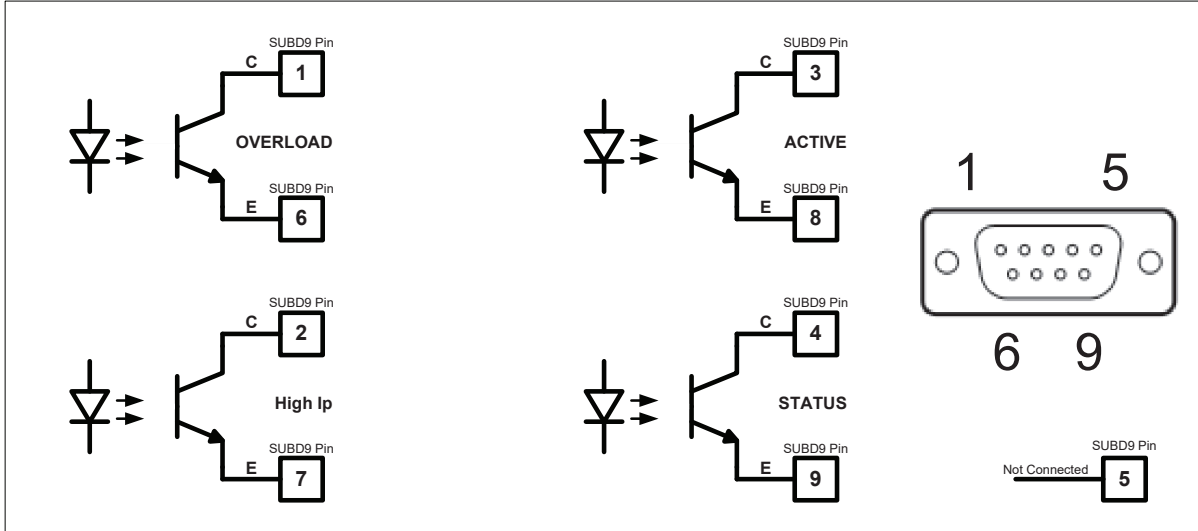 SUBD9 Pin
C
1
OVERLOAD
SUBD9 Pin
E
6
SUBD9 Pin
C
3
ACTIVE
SUBD9 Pin
E
8
SUBD9 Pin
C
2
High Ip
SUBD9 Pin
E
7
SUBD9 Pin
C
4
STATUS
SUBD9 Pin
E
9
1 5
6 9
SUBD9 Pin
Not Connected
5